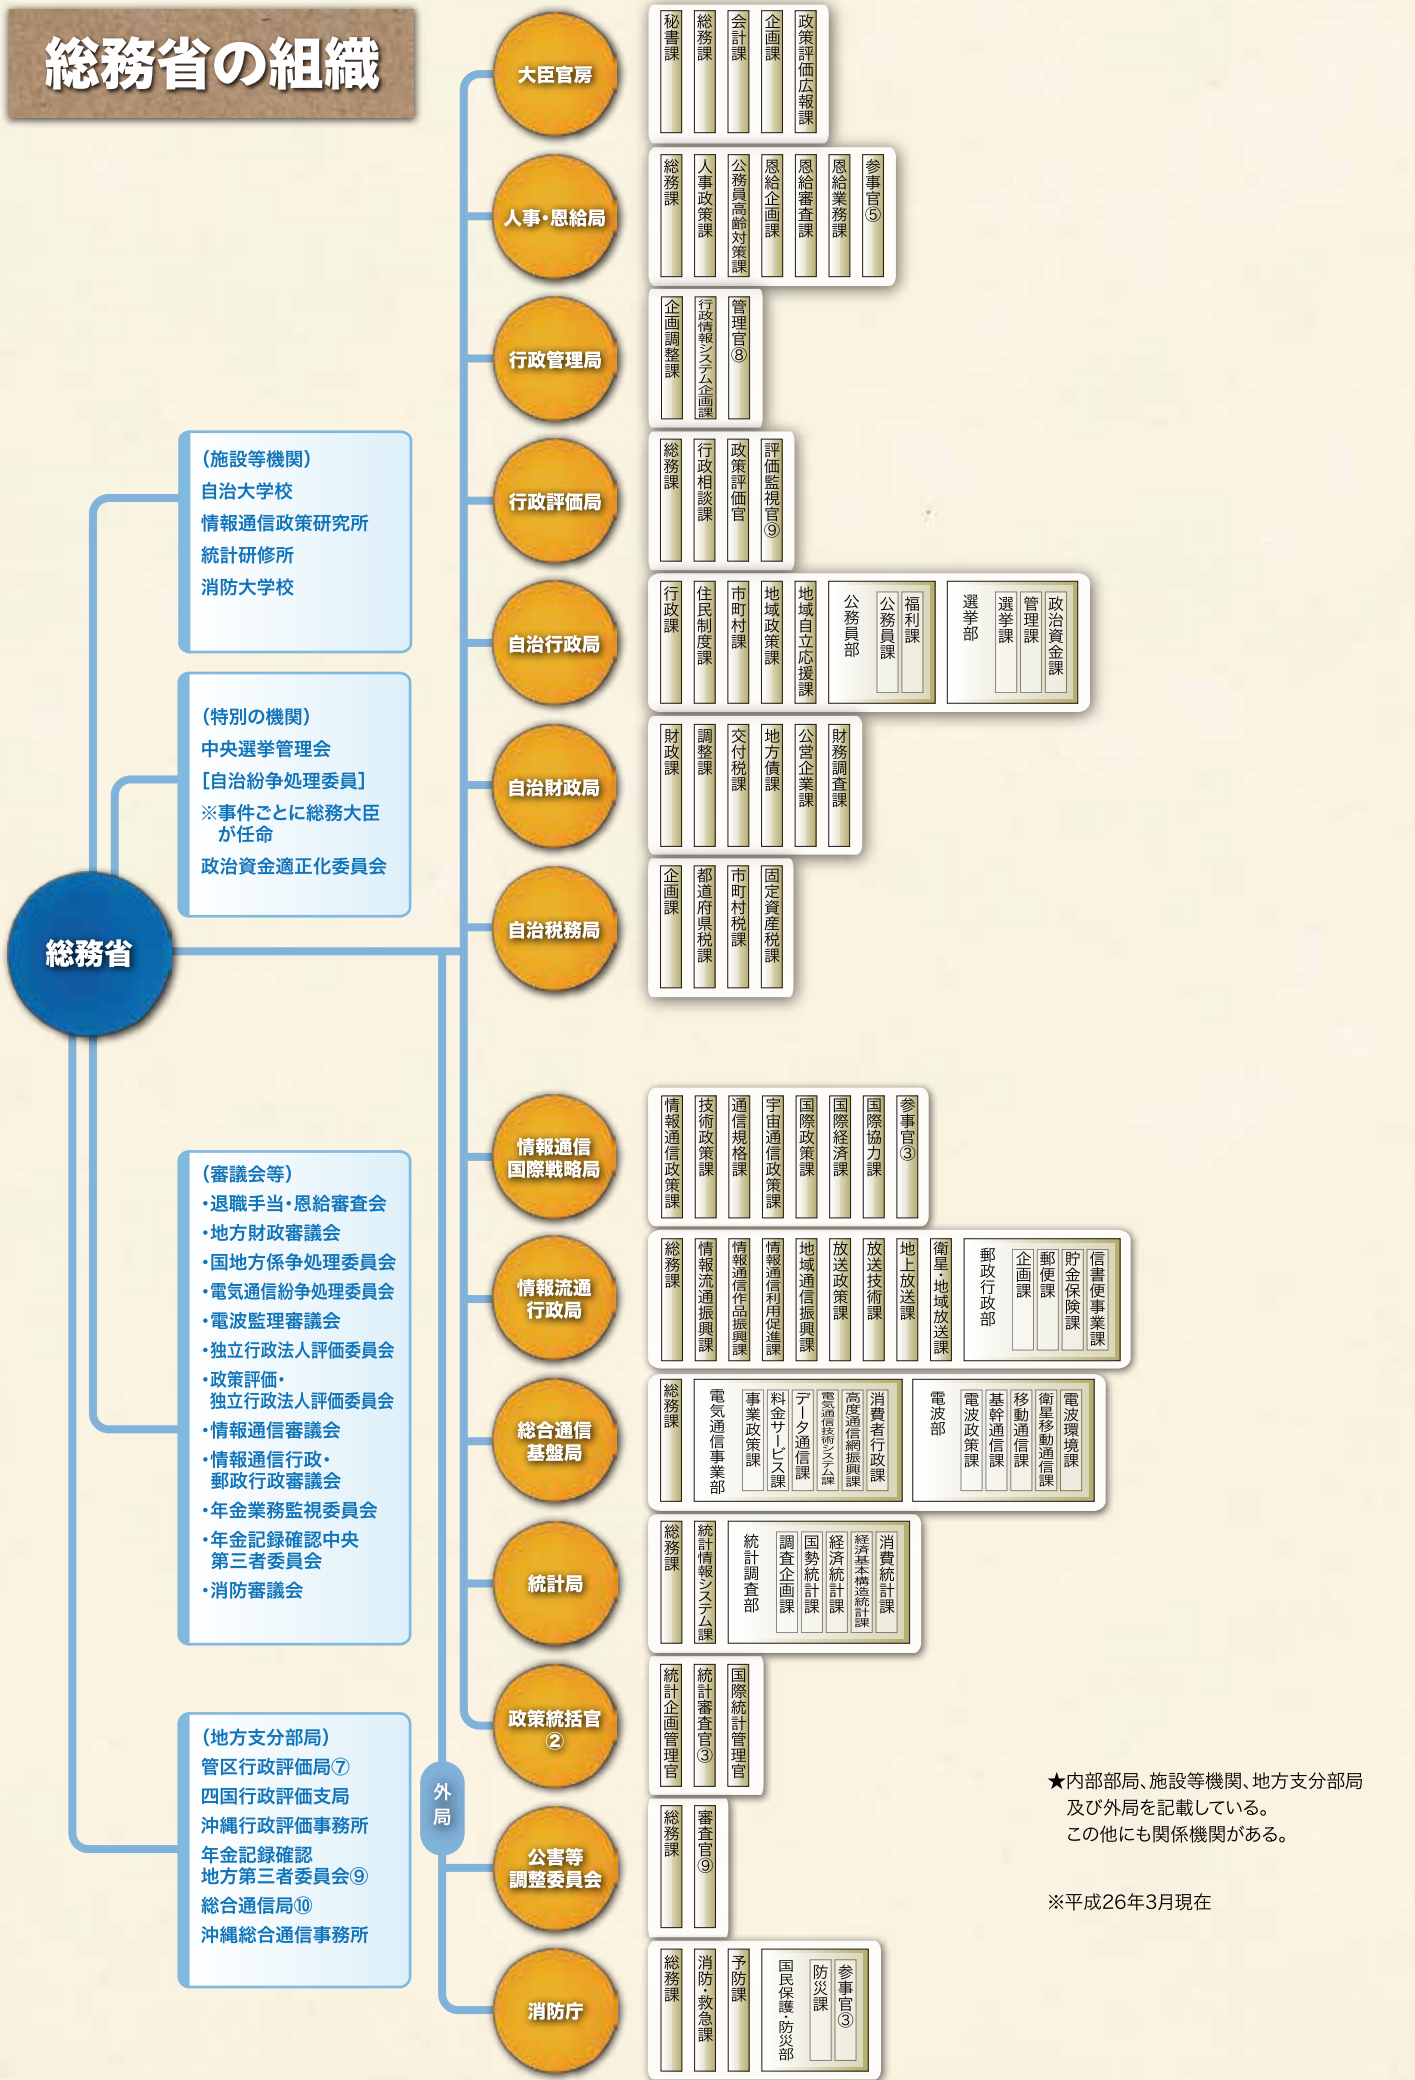 総務省の組織
大臣官房
秘書課
総務課
会計課
企画課
政策評価広報課
人事・恩給局
総務課
人事政策課
公務員高齢対策課
恩給企画課
恩給審査課
恩給業務課
参事官⑤
行政管理局
企画調整課
行政情報システム企画課
管理官⑧
行政評価局
総務課
行政相談課
政策評価官
評価監視官⑨
自治行政局
行政課
住民制度課
市町村課
地域政策課
地域自立応援課
公務員部
公務員課
福利課
選挙部
選挙課
管理課
政治資金課
自治財政局
財政課
調整課
交付税課
地方債課
公営企業課
財務調査課
自治税務局
企画課
都道府県税課
市町村税課
固定資産税課
(施設等機関)
自治大学校
情報通信政策研究所
統計研修所
消防大学校
(特別の機関)
中央選挙管理会
[自治紛争処理委員]
※事件ごとに総務大臣
が任命
政治資金適正化委員会
総務省
情報通信
国際戦略局
情報通信政策課
技術政策課
通信規格課
宇宙通信政策課
国際政策課
国際経済課
国際協力課
参事官③
情報流通
行政局
総務課
情報流通振興課
情報通信作品振興課
情報通信利用促進課
地域通信振興課
放送政策課
放送技術課
地上放送課
衛星・地域放送課
郵政行政部
企画課
郵便課
貯金保険課
信書便事業課
総合通信
基盤局
総務課
電気通信事業部
事業政策課
料金サービス課
データ通信課
電気通信技術システム課
高度通信網振興課
消費者行政課
電波部
電波政策課
基幹通信課
移動通信課
衛星移動通信課
電波環境課
統計局
総務課
統計情報システム課
統計調査部
調査企画課
国勢統計課
経済統計課
経済基本構造統計課
消費統計課
政策統括官
②
統計企画管理官
統計審査官③
国際統計管理官
(審議会等)
・退職手当・恩給審査会
・地方財政審議会
・国地方係争処理委員会
・電気通信紛争処理委員会
・電波監理審議会
・独立行政法人評価委員会
・政策評価・
独立行政法人評価委員会
・情報通信審議会
・情報通信行政・
郵政行政審議会
・年金業務監視委員会
・年金記録確認中央
第三者委員会
・消防審議会
(地方支分部局)
管区行政評価局⑦
四国行政評価支局
沖縄行政評価事務所
年金記録確認
地方第三者委員会⑨
総合通信局⑩
沖縄総合通信事務所
外局
公害等
調整委員会
総務課
審査官⑨
消防庁
総務課
消防・救急課
予防課
国民保護・防災部
防災課
参事官③
★内部部局、施設等機関、地方支分部局
及び外局を記載している。
この他にも関係機関がある。
※平成26年3月現在